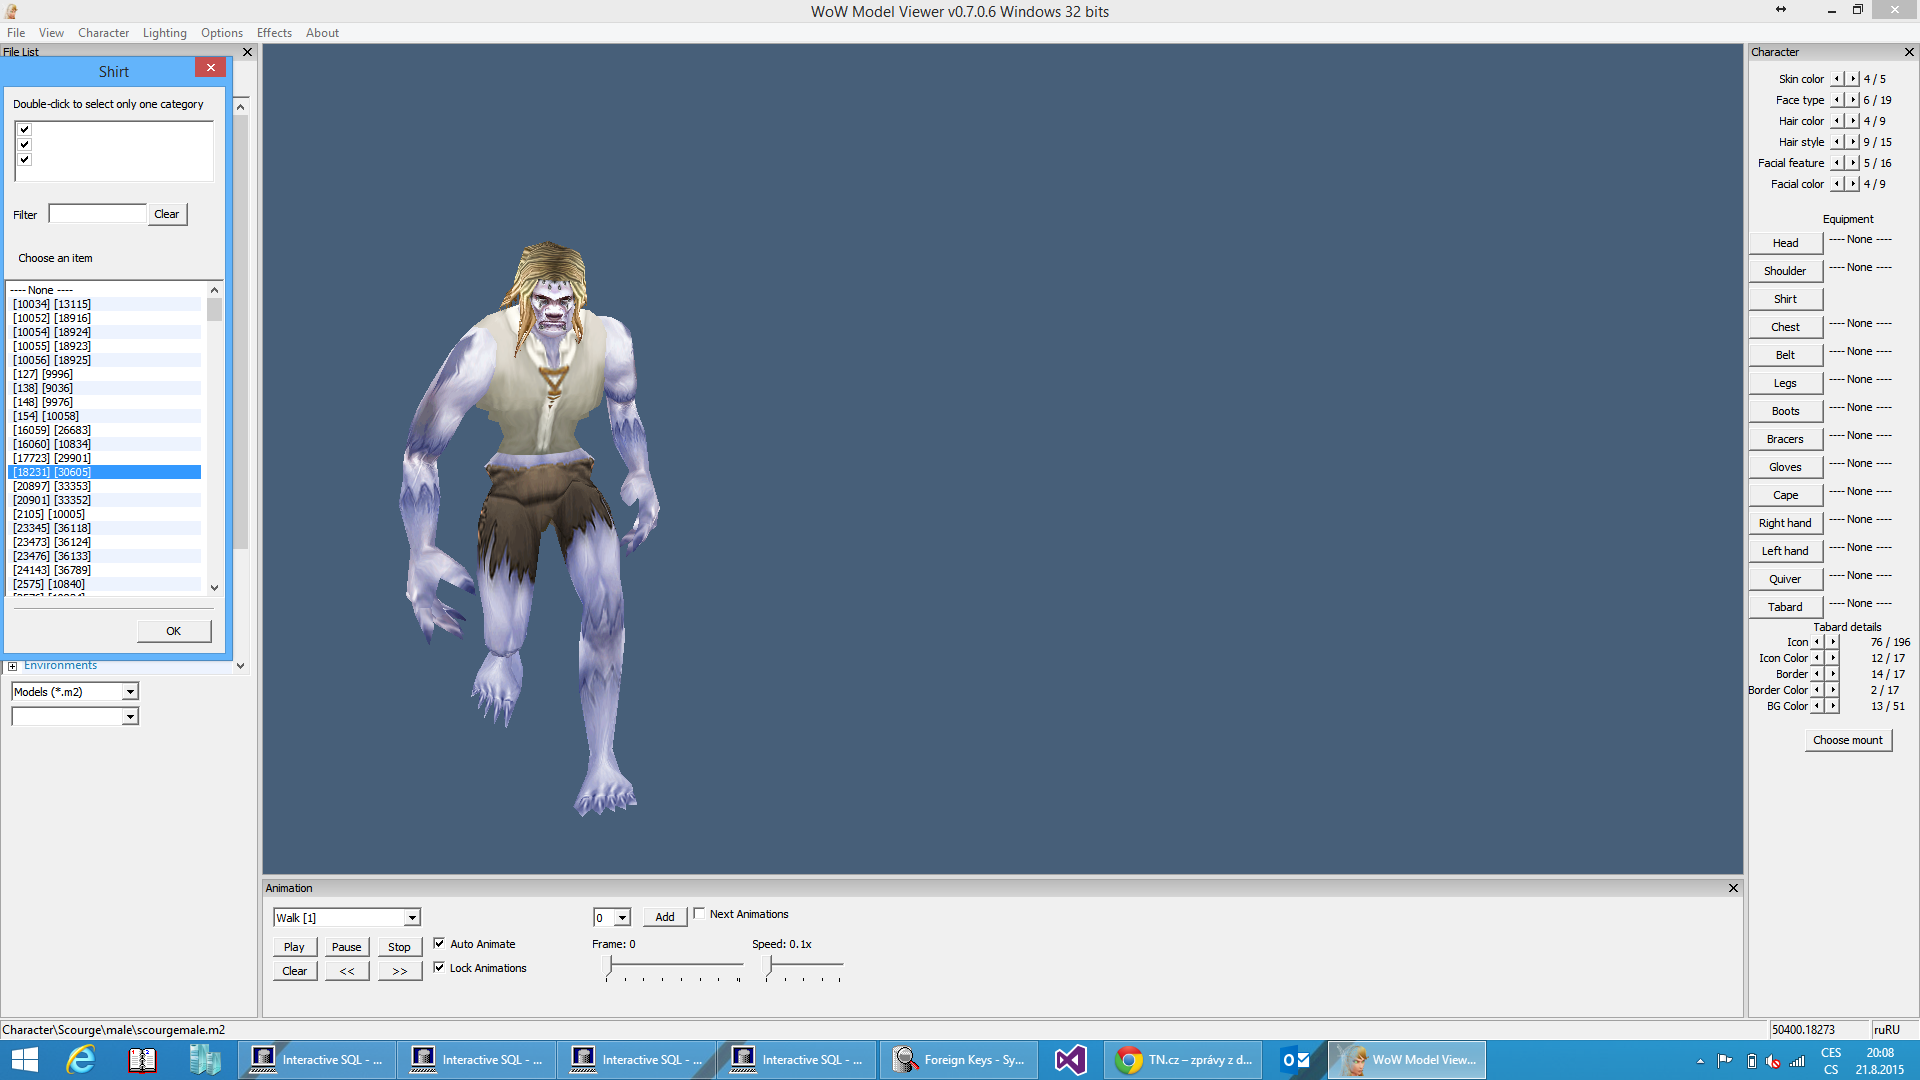 WoW Model Viewer v0.7.0.6 Windows 32 bits
File View Character Lighting Options Effects About
File List
Shirt
Double-click to select only one category
Filter
Clear
Choose an item
---- None ----
[10034] [13115]
[10052] [18916]
[10054] [18924]
[10055] [18923]
[10056] [18925]
[127] [9996]
[138] [9036]
[148] [9976]
[154] [10058]
[16059] [26683]
[16060] [10834]
[17723] [29901]
[18231] [30605]
[20897] [33353]
[20901] [33352]
[2105] [10005]
[23345] [36118]
[23473] [36124]
[23476] [36133]
[24143] [36789]
[2575] [10840]
OK
Environments
Models (*.m2)
Character
Skin color 4 / 5
Face type 6 / 19
Hair color 4 / 9
Hair style 9 / 15
Facial feature 5 / 16
Facial color 4 / 9
Equipment
Head ---- None ----
Shoulder ---- None ----
Shirt
Chest ---- None ----
Belt ---- None ----
Legs ---- None ----
Boots ---- None ----
Bracers ---- None ----
Gloves ---- None ----
Cape ---- None ----
Right hand ---- None ----
Left hand ---- None ----
Quiver ---- None ----
Tabard ---- None ----
Tabard details
Icon 76 / 196
Icon Color 12 / 17
Border 14 / 17
Border Color 2 / 17
BG Color 13 / 51
Choose mount
Animation
Walk [1] 0 Add Next Animations
Play Pause Stop Auto Animate Frame: 0 Speed: 0.1x
Clear << >> Lock Animations
Character\Scourge\male\scourgemale.m2 50400.18273 ruRU
Interactive SQL - ... Interactive SQL - ... Interactive SQL - ... Interactive SQL - ... Foreign Keys - Sy... TN.cz – zprávy z d... WoW Model View...
CES 20:08
CS 21.8.2015